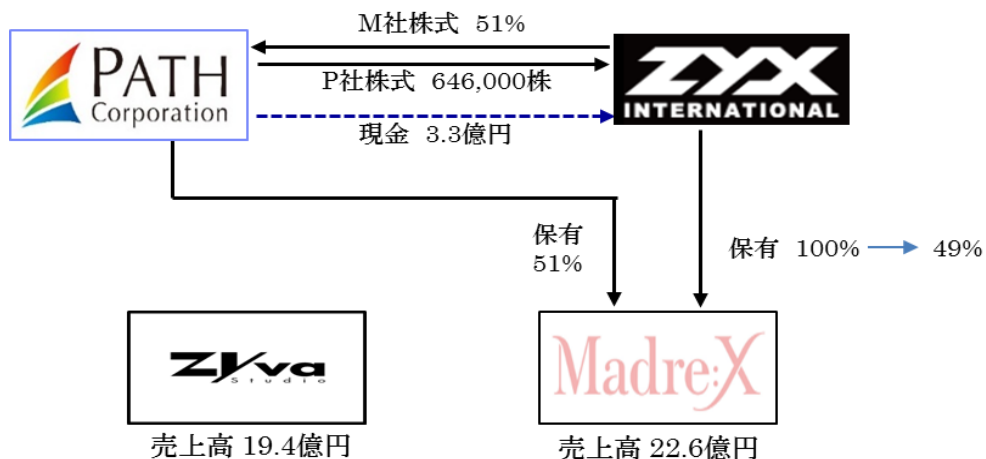 M社株式 51%
PATH
Corporation
P社株式 646,000株
現金 3.3億円
ZYX
INTERNATIONAL
保有
51%
保有 100% 49%
ZYva
Studio
Madre:X
売上高 19.4億円
売上高 22.6億円